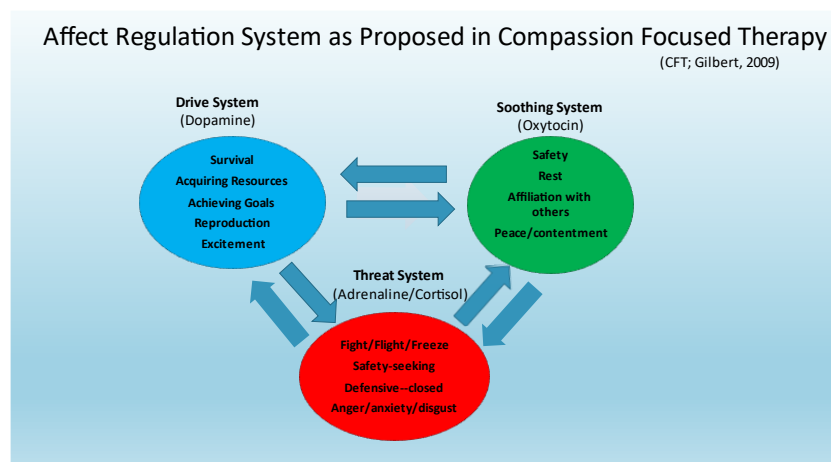 Affect Regulation System as Proposed in Compassion Focused Therapy
(CFT; Gilbert, 2009)
Drive System
(Dopamine)
Survival
Acquiring Resources
Achieving Goals
Reproduction
Excitement
Soothing System
(Oxytocin)
Safety
Rest
Affiliation with
others
Peace/contentment
Threat System
(Adrenaline/Cortisol)
Fight/Flight/Freeze
Safety-seeking
Defensive--closed
Anger/anxiety/disgust